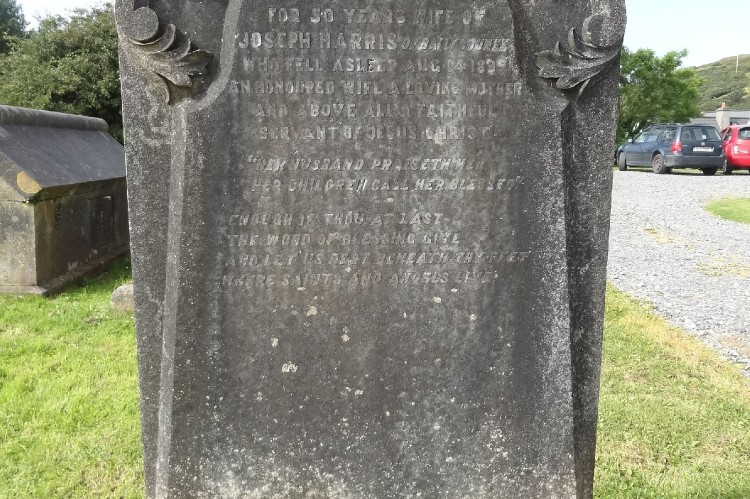 FOR 50 YEARS WIFE OF
JOSEPH HARRIS
WHO FELL ASLEEP AUG
AN HONOURED WIFE A LOVING MOTHER
AND ABOVE ALL A FAITHFUL
SERVANT OF JESUS CHRIST
"HER HUSBAND PRAISETH HER
HER CHILDREN CALL HER BLESSED"
ENOUGH IF THOU AT LAST
THE WORD OF BLESSING GIVE
AND LET US REST BENEATH THY FEET
WHERE SAINTS AND ANGELS LIVE